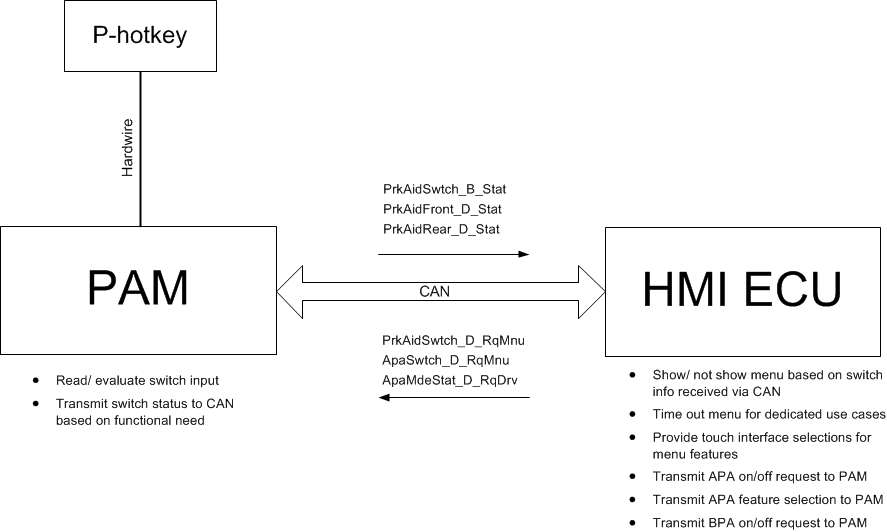 P-hotkey
Hardwire
PrkAidSwtch_B_Stat
PrkAidFront_D_Stat
PrkAidRear_D_Stat
PAM
CAN
HMI ECU
PrkAidSwtch_D_RqMnu
ApaSwtch_D_RqMnu
ApaMdeStat_D_RqDrv
• Read/ evaluate switch input
• Transmit switch status to CAN
based on functional need
• Show/ not show menu based on switch
info received via CAN
• Time out menu for dedicated use cases
• Provide touch interface selections for
menu features
• Transmit APA on/off request to PAM
• Transmit APA feature selection to PAM
• Transmit BPA on/off request to PAM